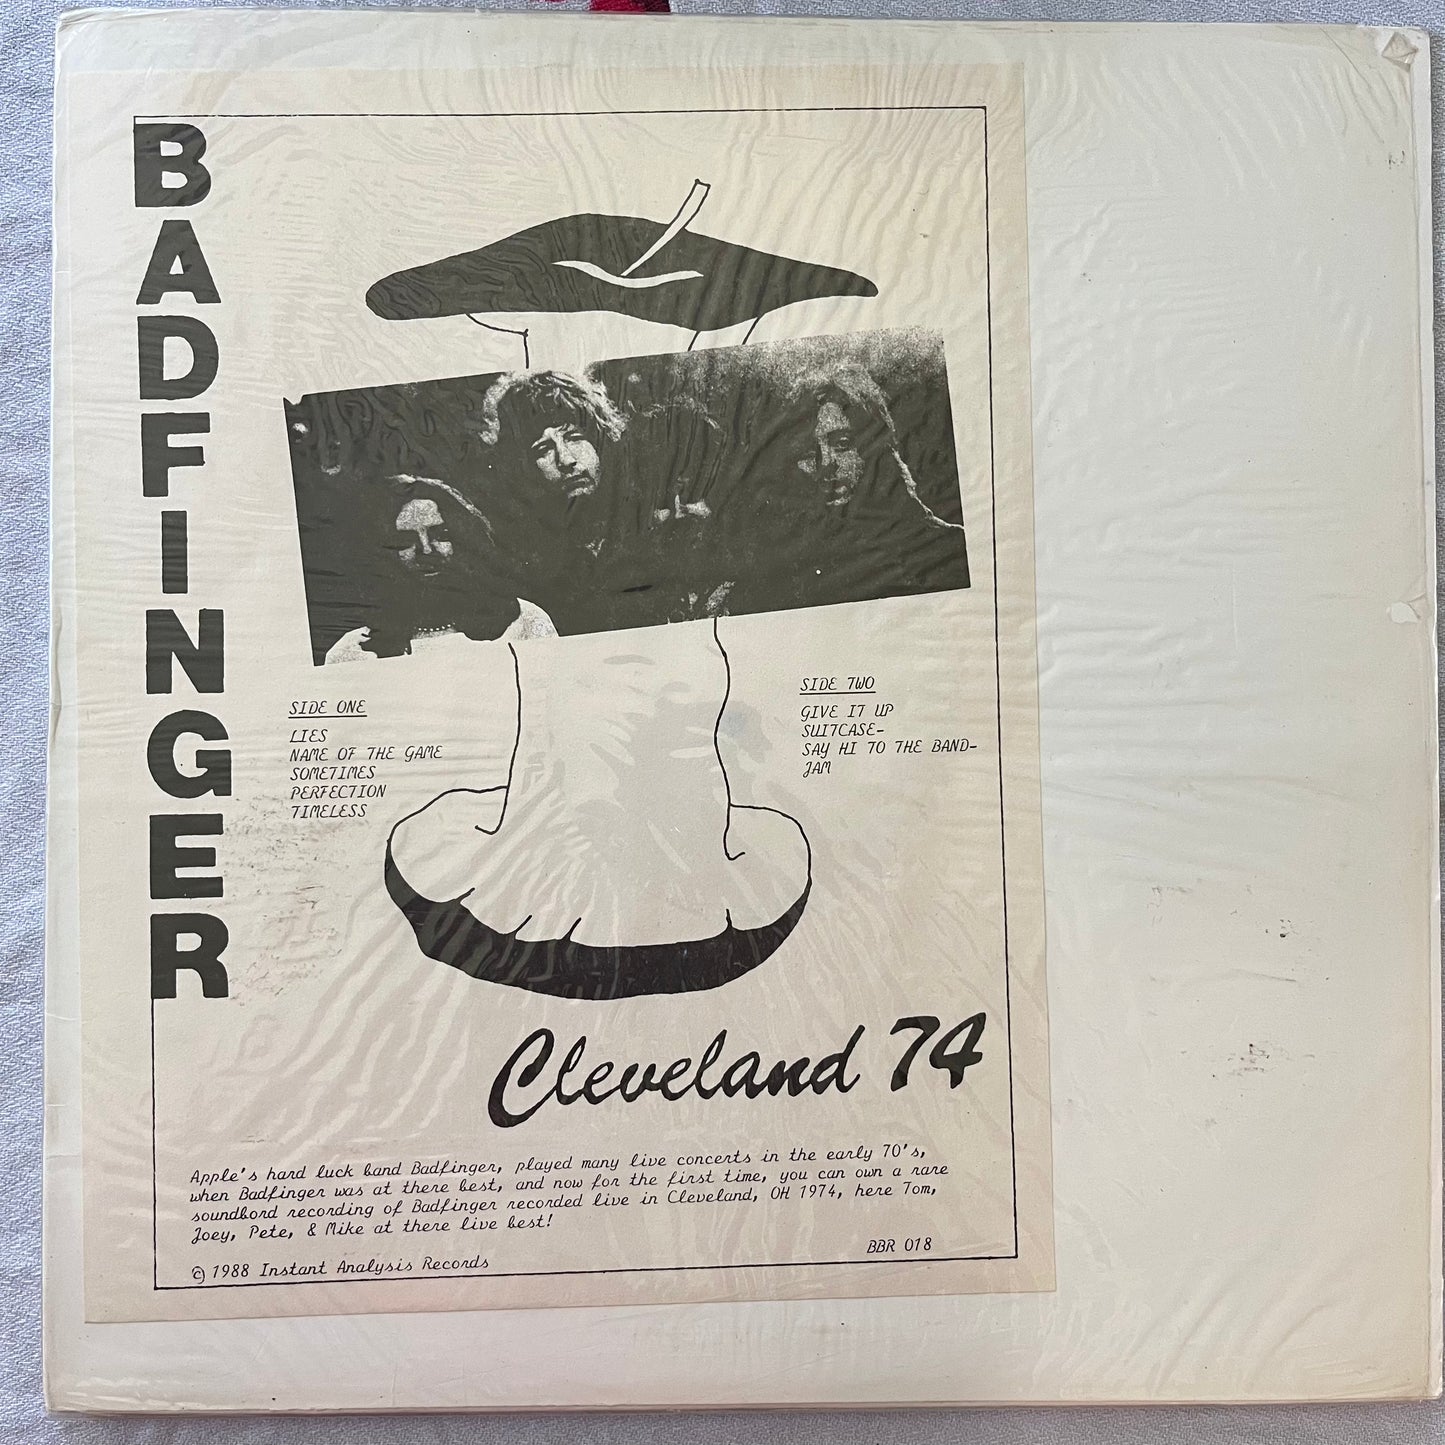 BADFINGER
SIDE ONE
LIES
NAME OF THE GAME
SOMETIMES
PERFECTION
TIMELESS
SIDE TWO
GIVE IT UP
SUITCASE-
SAY HI TO THE BAND-
JAM
Cleveland 74
Apple's hard luck band Badfinger, played many live concerts in the early 70's,
when Badfinger was at there best, and now for the first time, you can own a rare
soundbord recording of Badfinger recorded live in Cleveland, OH 1974, here Tom,
Joey, Pete, & Mike at there live best!
BBR 018
© 1988 Instant Analysis Records